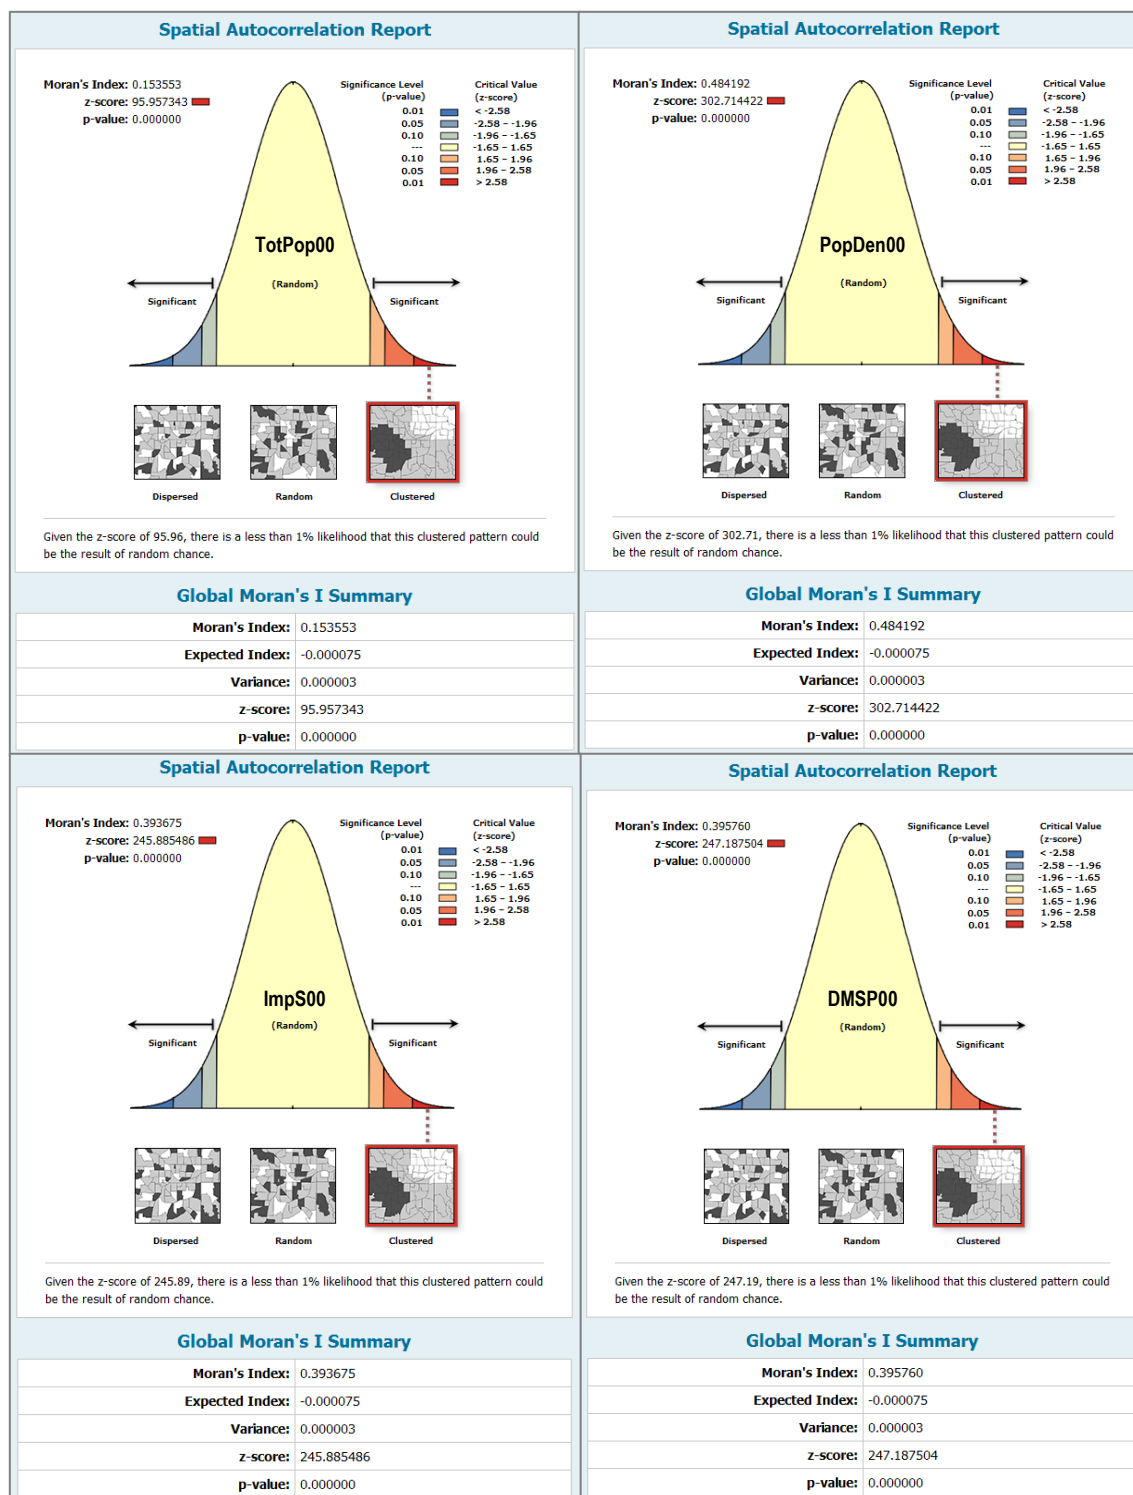 Spatial Autocorrelation Report
Moran's Index: 0.153553
z-score: 95.957343
p-value: 0.000000
Significance Level (p-value)
Critical Value (z-score)
0.01 < -2.58
0.05 -2.58 – -1.96
0.10 -1.96 – -1.65
--- -1.65 – 1.65
0.10 1.65 – 1.96
0.05 1.96 – 2.58
0.01 > 2.58
TotPop00
(Random)
Significant Significant
Dispersed Random Clustered
Given the z-score of 95.96, there is a less than 1% likelihood that this clustered pattern could
be the result of random chance.
Global Moran's I Summary
Moran's Index: 0.153553
Expected Index: -0.000075
Variance: 0.000003
z-score: 95.957343
p-value: 0.000000
Spatial Autocorrelation Report
Moran's Index: 0.484192
z-score: 302.714422
p-value: 0.000000
Significance Level (p-value)
Critical Value (z-score)
0.01 < -2.58
0.05 -2.58 – -1.96
0.10 -1.96 – -1.65
--- -1.65 – 1.65
0.10 1.65 – 1.96
0.05 1.96 – 2.58
0.01 > 2.58
PopDen00
(Random)
Significant Significant
Dispersed Random Clustered
Given the z-score of 302.71, there is a less than 1% likelihood that this clustered pattern could
be the result of random chance.
Global Moran's I Summary
Moran's Index: 0.484192
Expected Index: -0.000075
Variance: 0.000003
z-score: 302.714422
p-value: 0.000000
Spatial Autocorrelation Report
Moran's Index: 0.393675
z-score: 245.885486
p-value: 0.000000
Significance Level (p-value)
Critical Value (z-score)
0.01 < -2.58
0.05 -2.58 – -1.96
0.10 -1.96 – -1.65
--- -1.65 – 1.65
0.10 1.65 – 1.96
0.05 1.96 – 2.58
0.01 > 2.58
ImpS00
(Random)
Significant Significant
Dispersed Random Clustered
Given the z-score of 245.89, there is a less than 1% likelihood that this clustered pattern could
be the result of random chance.
Global Moran's I Summary
Moran's Index: 0.393675
Expected Index: -0.000075
Variance: 0.000003
z-score: 245.885486
p-value: 0.000000
Spatial Autocorrelation Report
Moran's Index: 0.395760
z-score: 247.187504
p-value: 0.000000
Significance Level (p-value)
Critical Value (z-score)
0.01 < -2.58
0.05 -2.58 – -1.96
0.10 -1.96 – -1.65
--- -1.65 – 1.65
0.10 1.65 – 1.96
0.05 1.96 – 2.58
0.01 > 2.58
DMSP00
(Random)
Significant Significant
Dispersed Random Clustered
Given the z-score of 247.19, there is a less than 1% likelihood that this clustered pattern could
be the result of random chance.
Global Moran's I Summary
Moran's Index: 0.395760
Expected Index: -0.000075
Variance: 0.000003
z-score: 247.187504
p-value: 0.000000